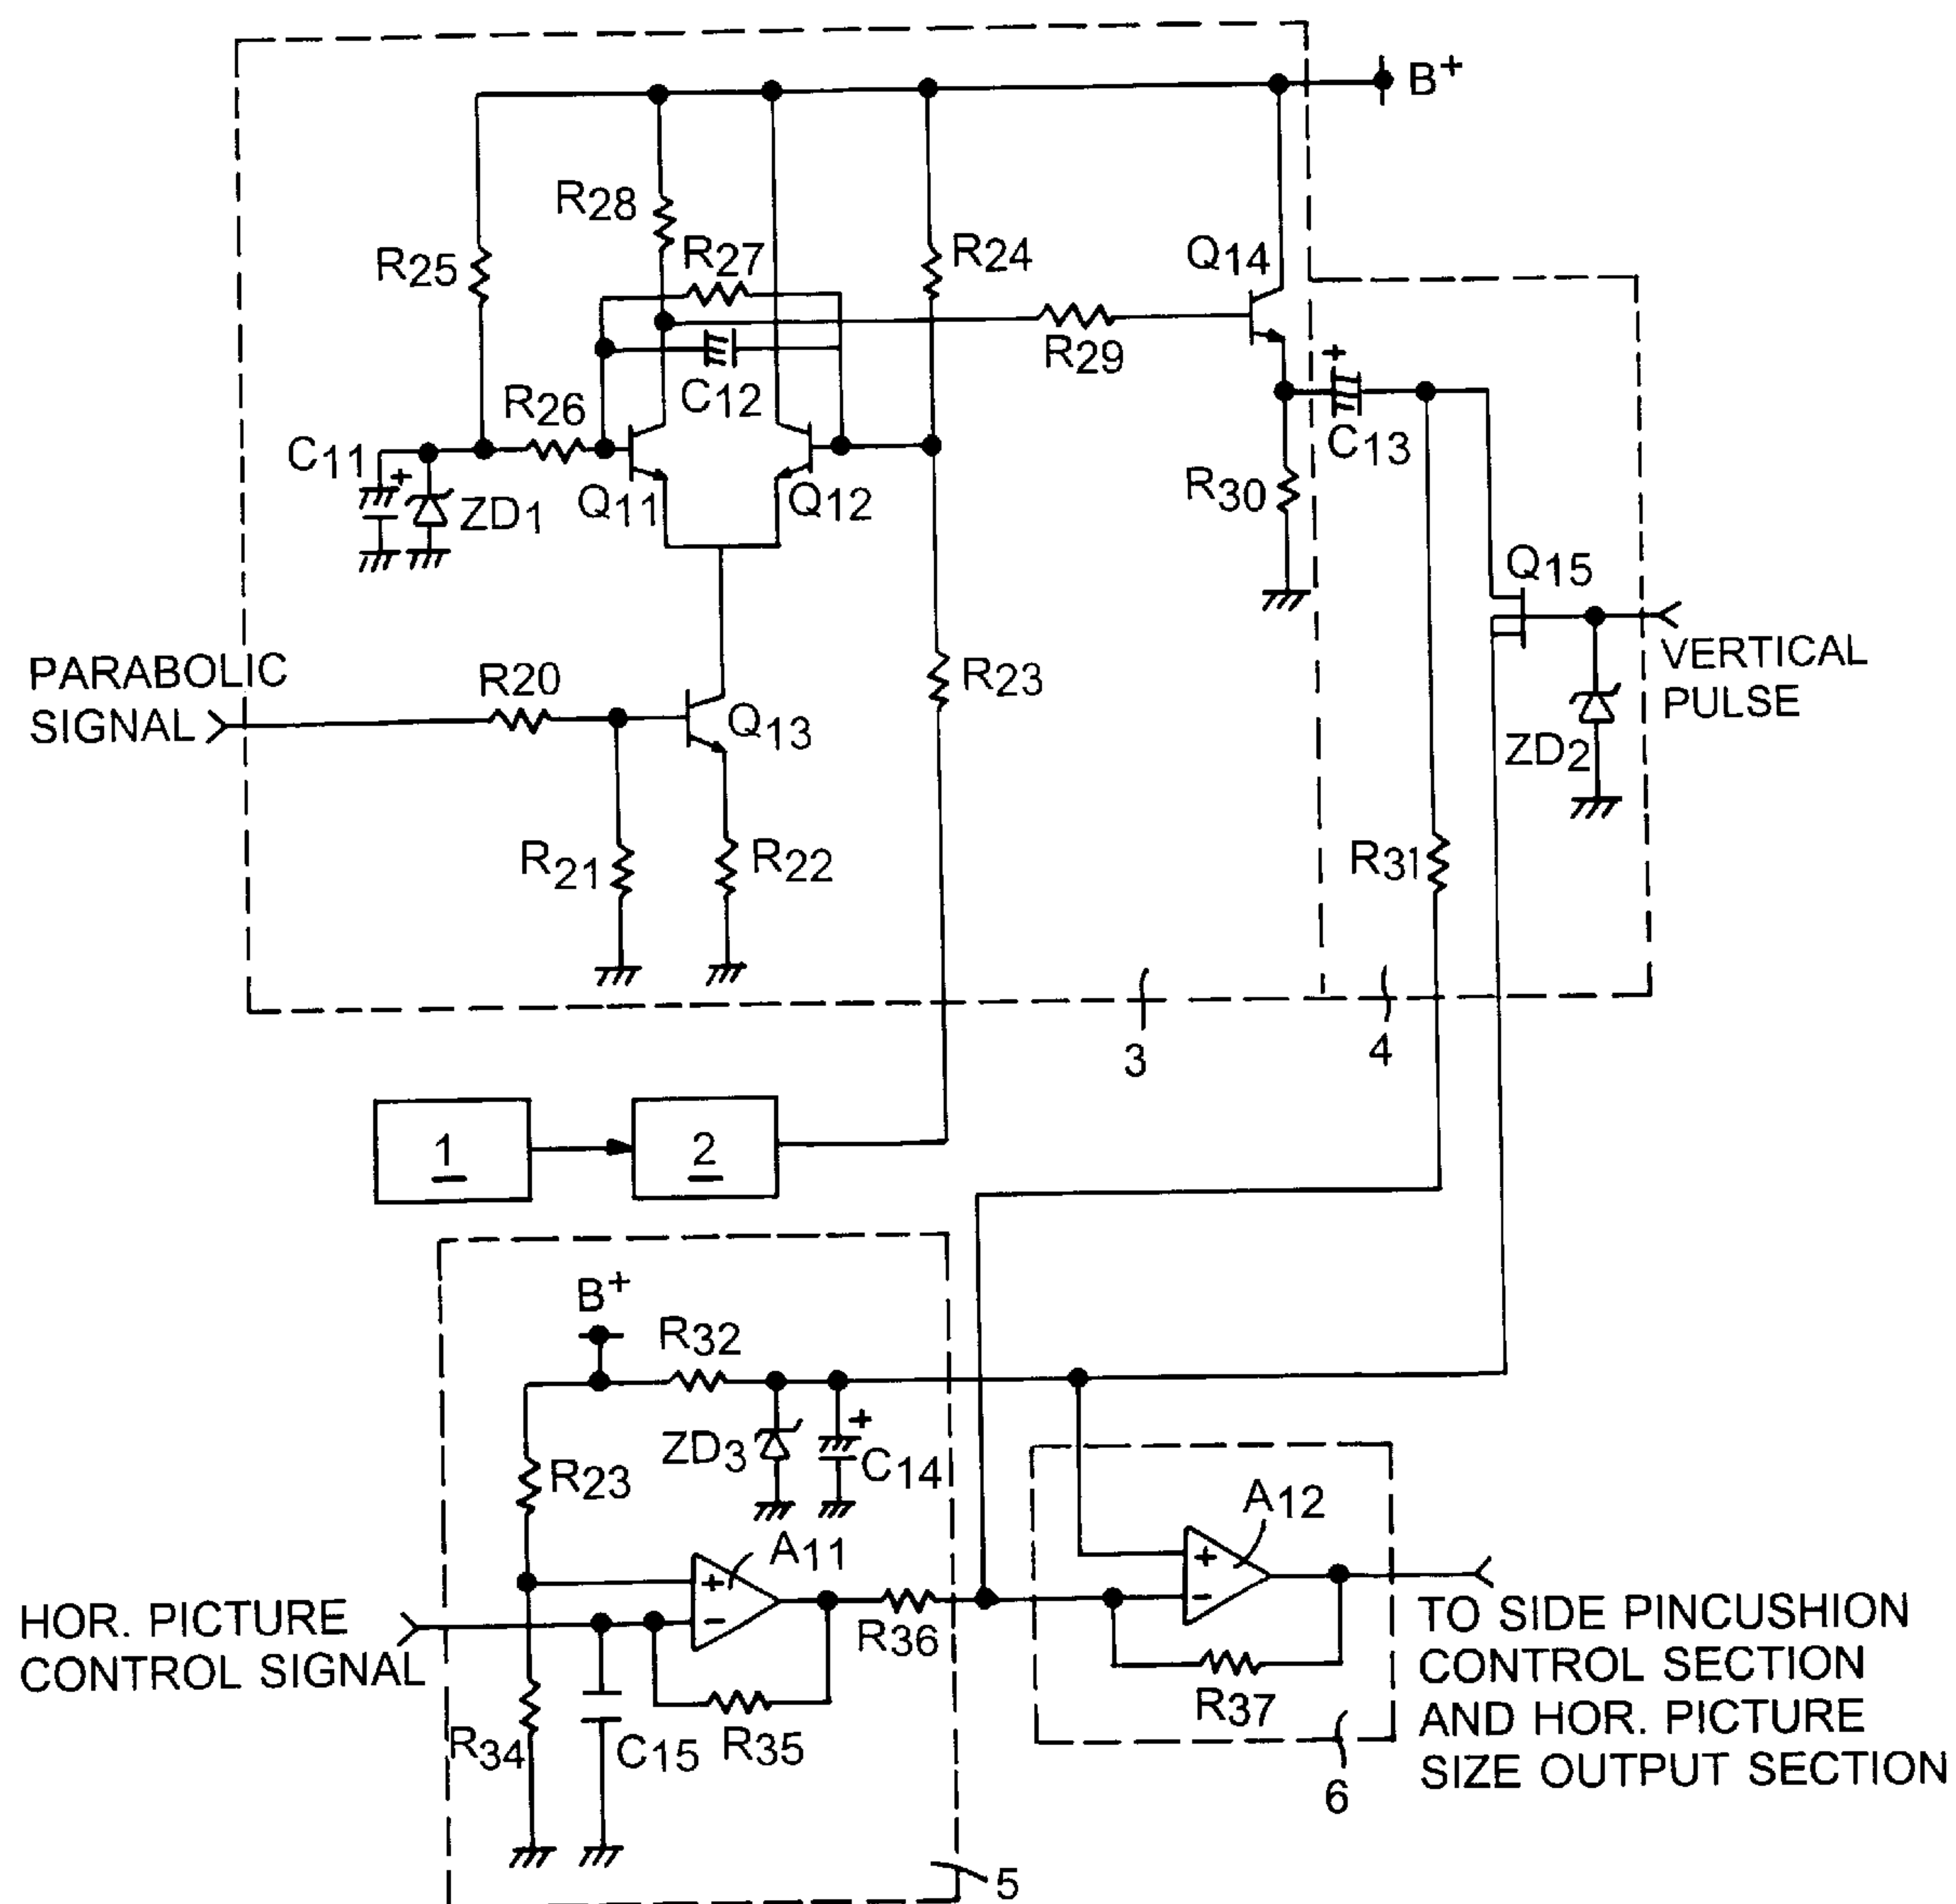 B+
R28
R27
R24
Q14
R25
R29
R26
C12
C11
+
+
C13
ZD1
Q11
Q12
R30
Q15
PARABOLIC
SIGNAL
R20
Q13
R23
VERTICAL
PULSE
ZD2
R21
R22
R31
3
4
1
2
B+
R32
+
ZD3
C14
R23
A12
A11
+
+
-
-
HOR. PICTURE
CONTROL SIGNAL
R36
TO SIDE PINCUSHION
CONTROL SECTION
AND HOR. PICTURE
SIZE OUTPUT SECTION
R34
C15
R35
R37
6
5